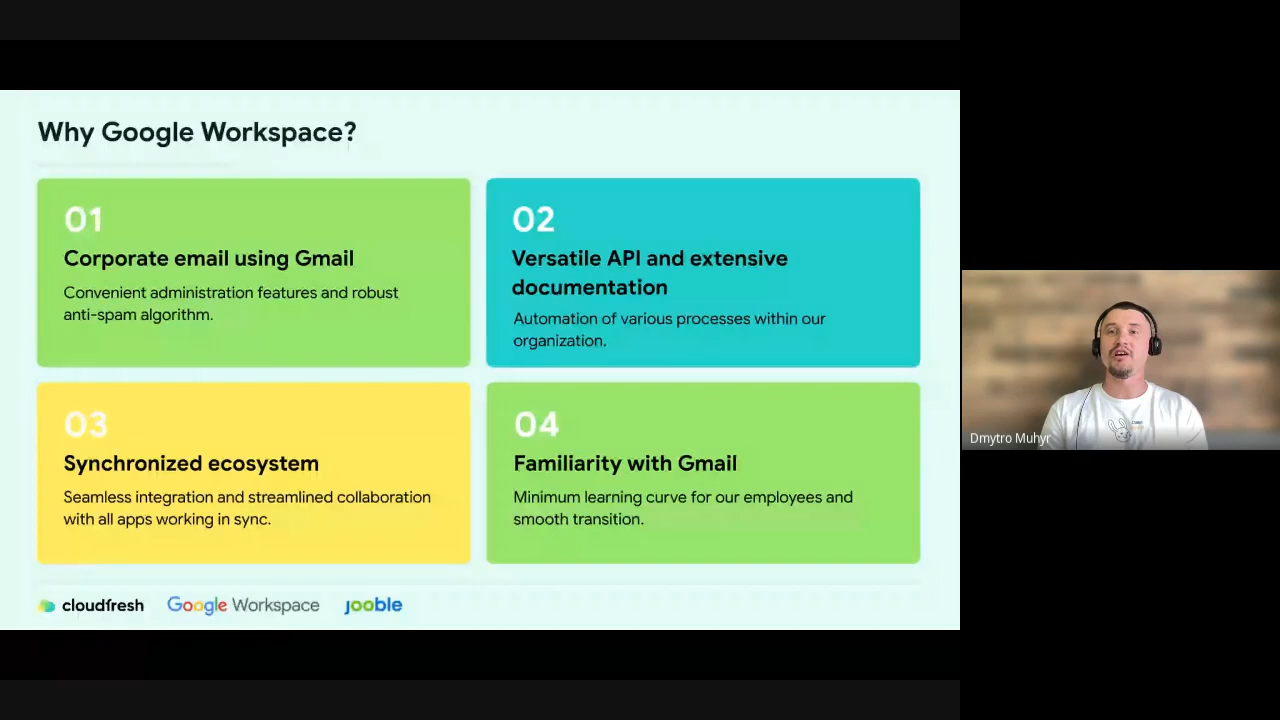 Why Google Workspace?
01
Corporate email using Gmail
Convenient administration features and robust
anti-spam algorithm.
02
Versatile API and extensive
documentation
Automation of various processes within our
organization.
03
Synchronized ecosystem
Seamless integration and streamlined collaboration
with all apps working in sync.
04
Familiarity with Gmail
Minimum learning curve for our employees and
smooth transition.
cloudfresh
Google Workspace
jooble
Dmytro Muhyr